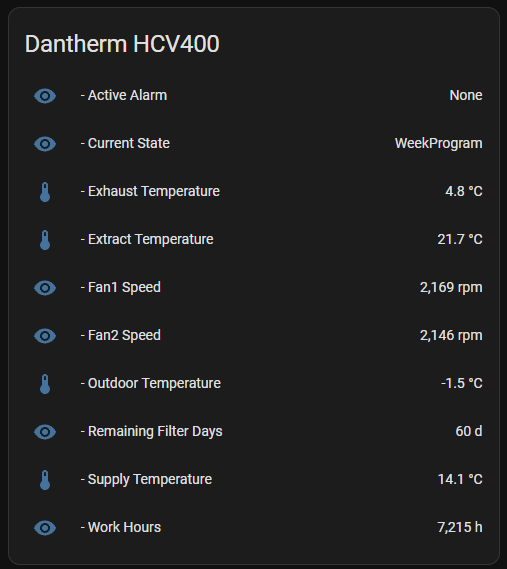 Dantherm HCV400
- Active Alarm None
- Current State WeekProgram
- Exhaust Temperature 4.8 °C
- Extract Temperature 21.7 °C
- Fan1 Speed 2,169 rpm
- Fan2 Speed 2,146 rpm
- Outdoor Temperature -1.5 °C
- Remaining Filter Days 60 d
- Supply Temperature 14.1 °C
- Work Hours 7,215 h